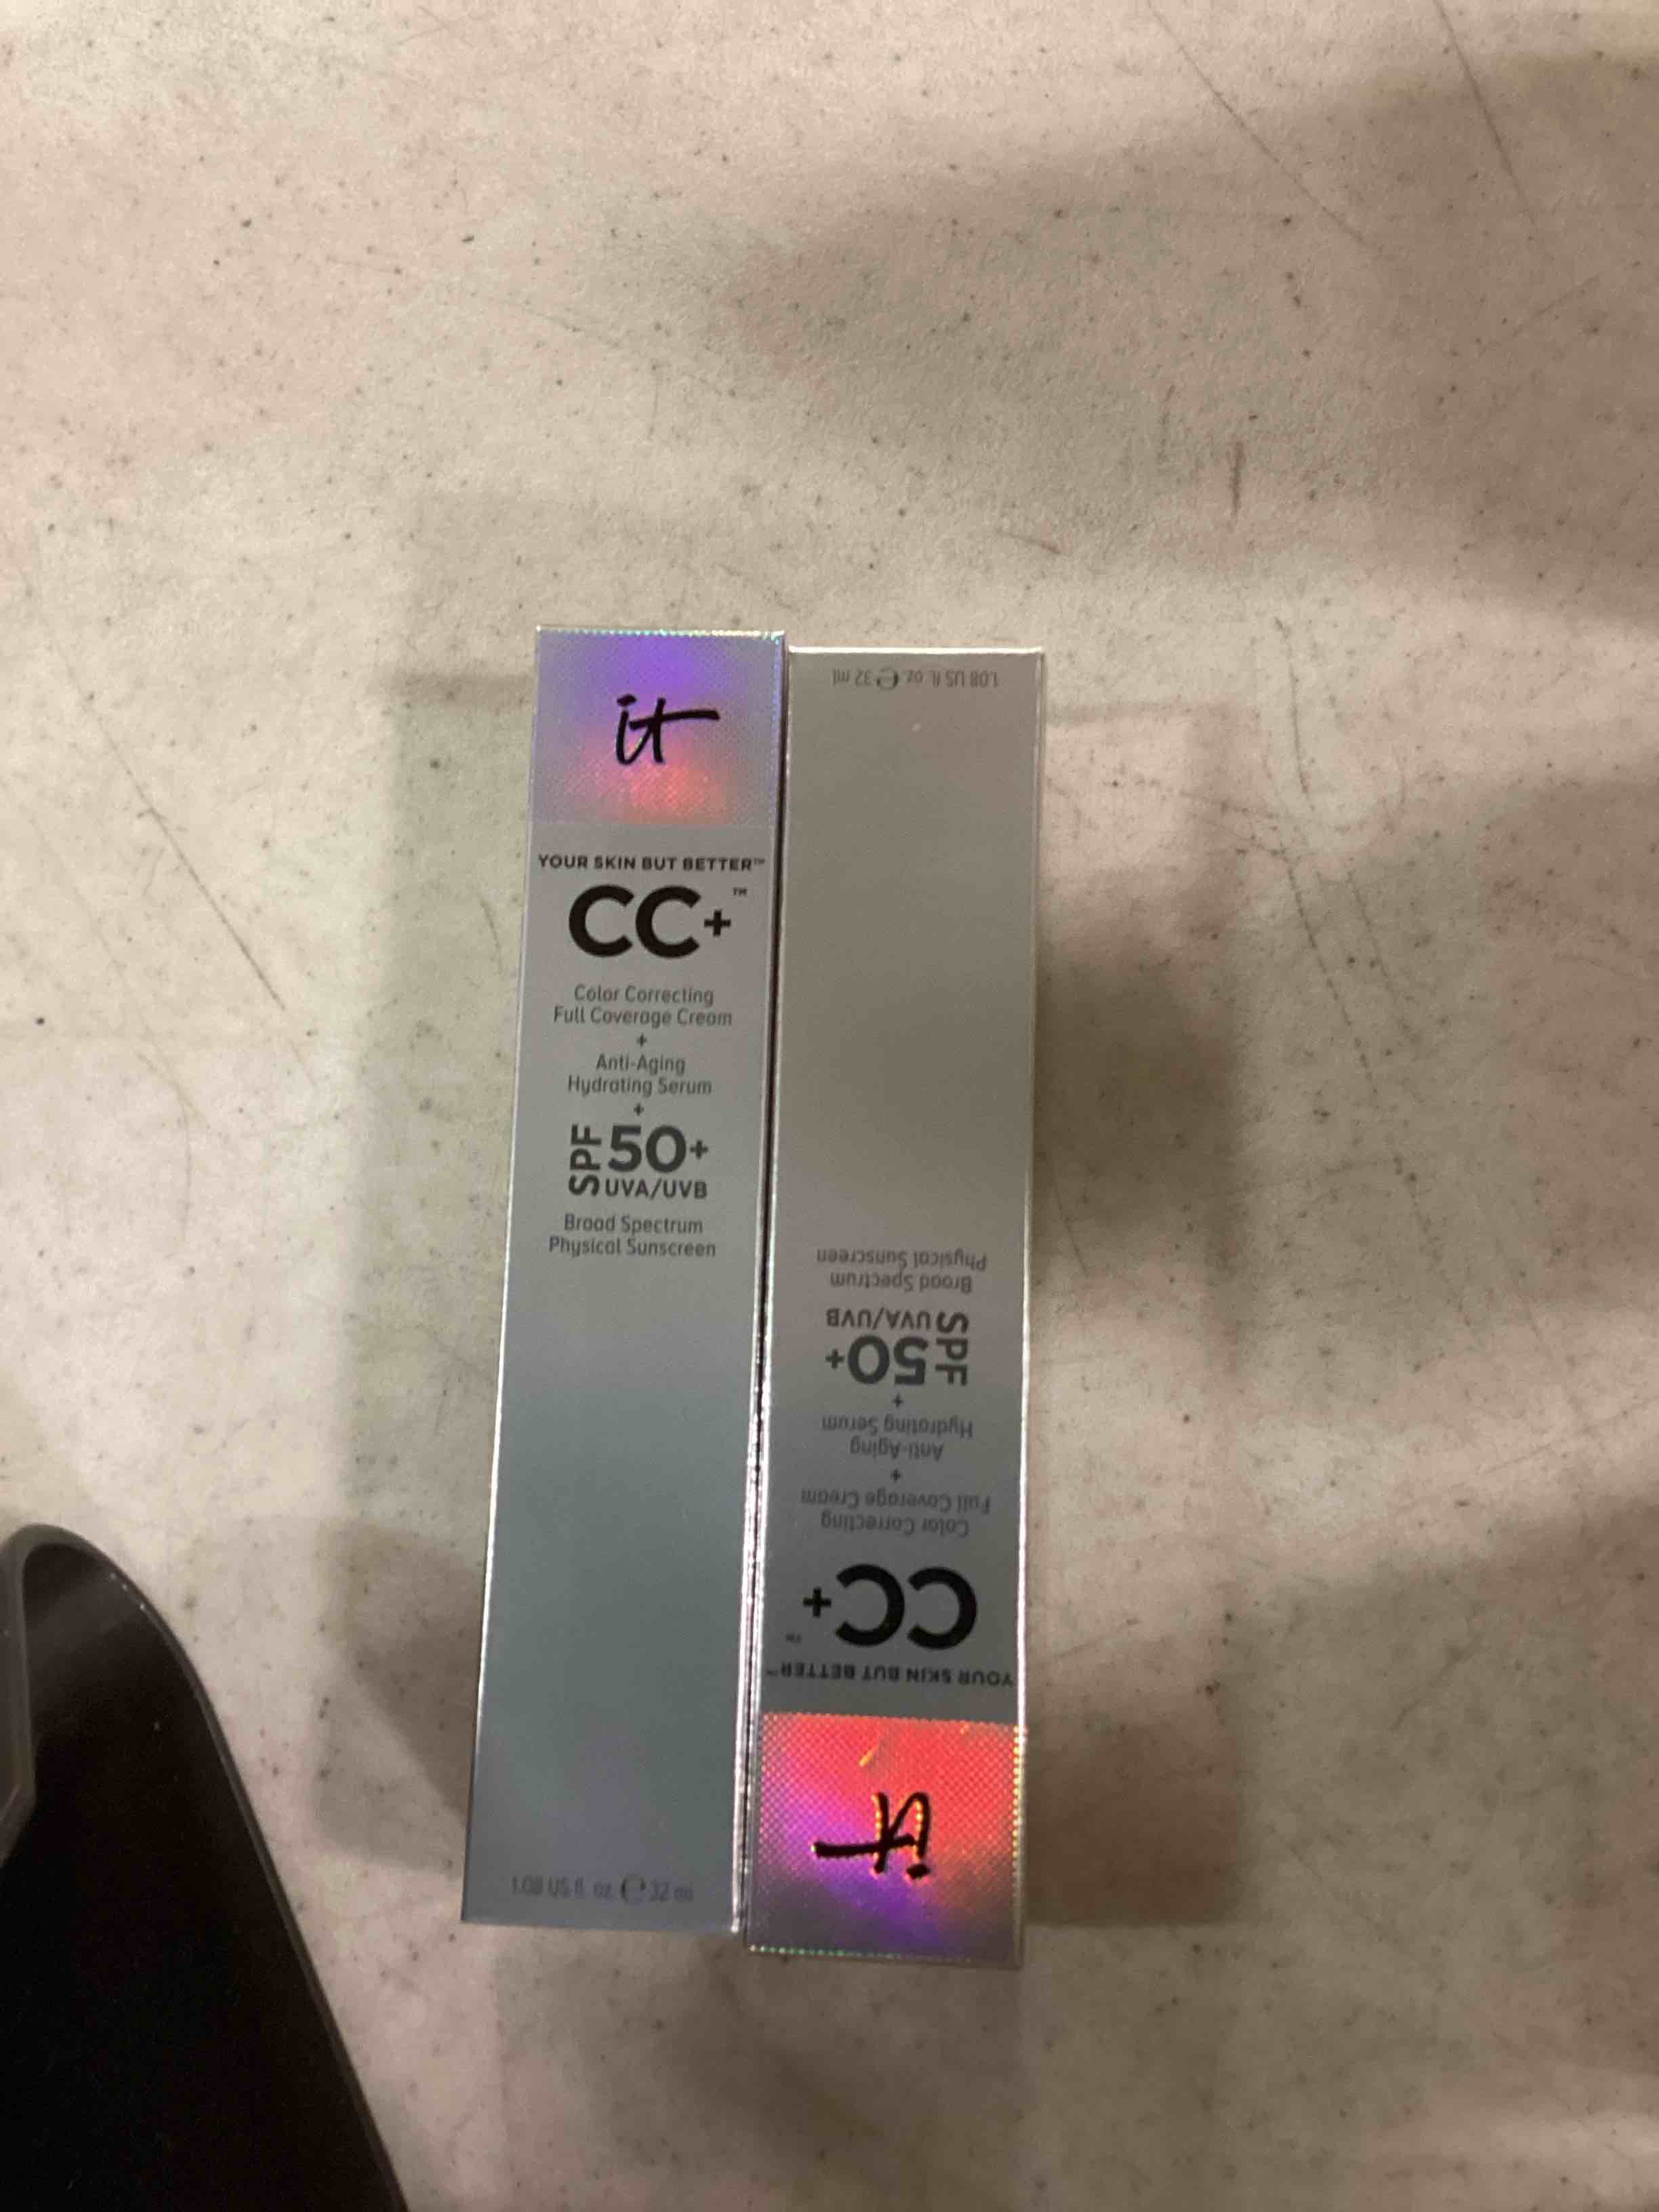 it
YOUR SKIN BUT BETTER™
CC+™
Color Correcting
Full Coverage Cream
+
Anti-Aging
Hydrating Serum
+
SPF 50+
UVA/UVB
Broad Spectrum
Physical Sunscreen
1.08 US fl. oz. ℮ 32 ml
it
YOUR SKIN BUT BETTER™
CC+™
Color Correcting
Full Coverage Cream
+
Anti-Aging
Hydrating Serum
+
SPF 50+
UVA/UVB
Broad Spectrum
Physical Sunscreen
1.08 US fl. oz. ℮ 32 ml